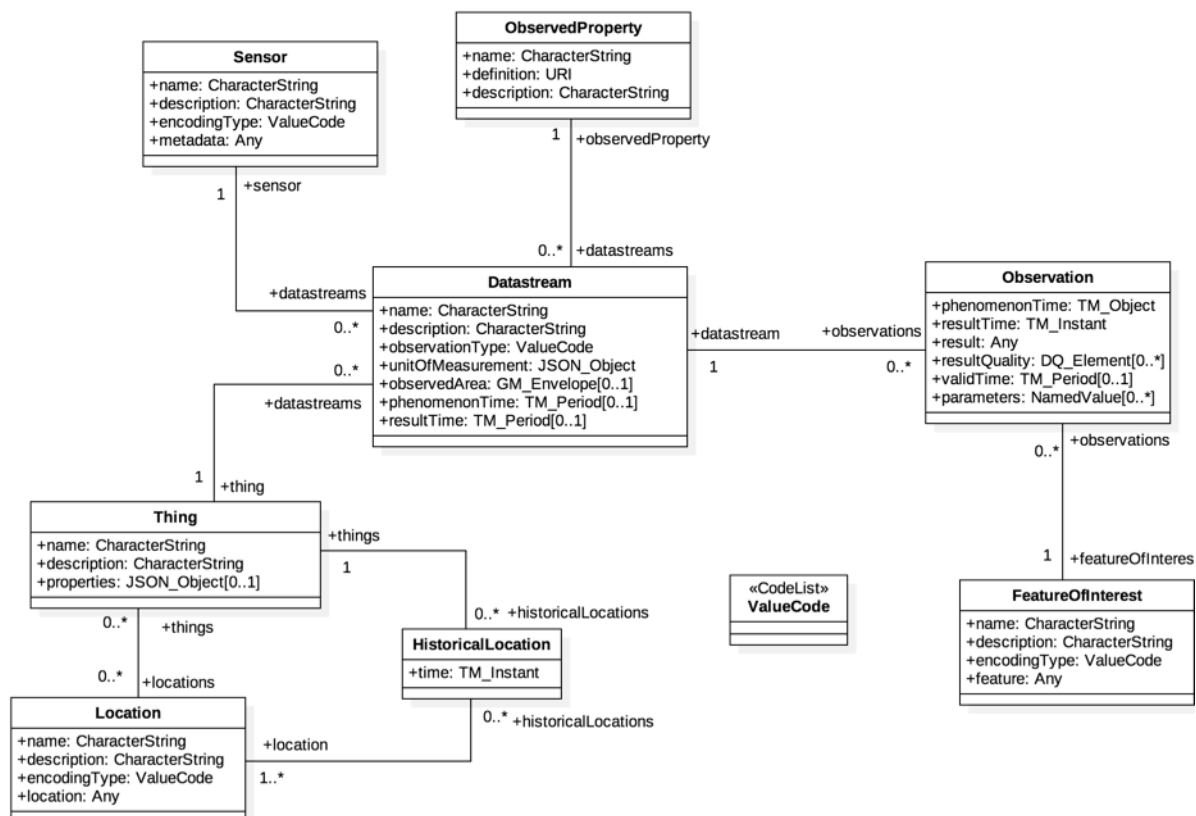 ObservedProperty
+name: CharacterString
+definition: URI
+description: CharacterString
1
+observedProperty
Sensor
+name: CharacterString
+description: CharacterString
+encodingType: ValueCode
+metadata: Any
1
+sensor
0..*
+datastreams
+datastreams
0..*
Datastream
+name: CharacterString
+description: CharacterString
+observationType: ValueCode
+unitOfMeasurement: JSON_Object
+observedArea: GM_Envelope[0..1]
+phenomenonTime: TM_Period[0..1]
+resultTime: TM_Period[0..1]
+datastream
1
+observations
0..*
Observation
+phenomenonTime: TM_Object
+resultTime: TM_Instant
+result: Any
+resultQuality: DQ_Element[0..*]
+validTime: TM_Period[0..1]
+parameters: NamedValue[0..*]
0..*
+observations
0..*
+datastreams
1
+thing
Thing
+name: CharacterString
+description: CharacterString
+properties: JSON_Object[0..1]
+things
1
0..*
+historicalLocations
1
+featureOfInteres
«CodeList»
ValueCode
FeatureOfInterest
+name: CharacterString
+description: CharacterString
+encodingType: ValueCode
+feature: Any
0..*
+things
0..*
+locations
HistoricalLocation
+time: TM_Instant
0..*
+historicalLocations
Location
+name: CharacterString
+description: CharacterString
+encodingType: ValueCode
+location: Any
+location
1..*